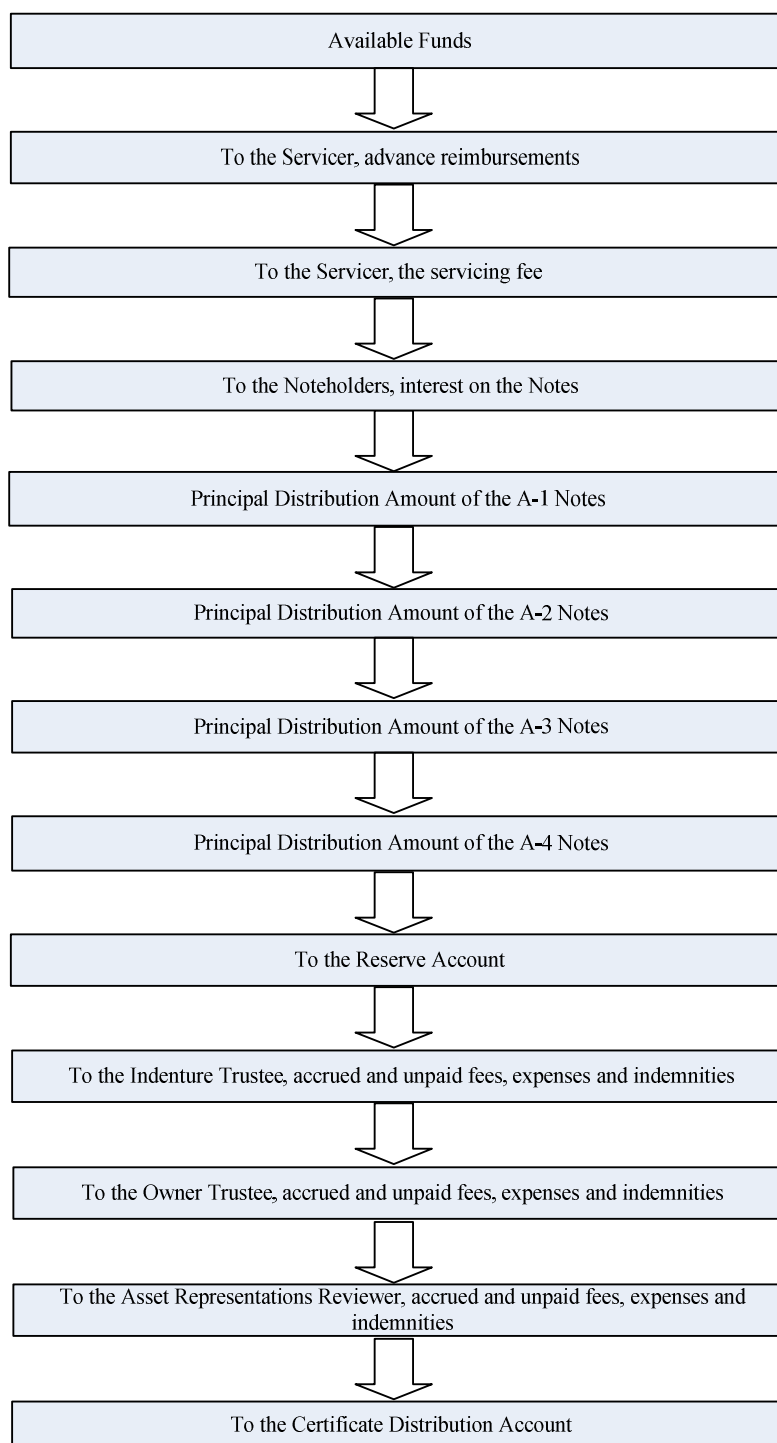 Available Funds
To the Servicer, advance reimbursements
To the Servicer, the servicing fee
To the Noteholders, interest on the Notes
Principal Distribution Amount of the A-1 Notes
Principal Distribution Amount of the A-2 Notes
Principal Distribution Amount of the A-3 Notes
Principal Distribution Amount of the A-4 Notes
To the Reserve Account
To the Indenture Trustee, accrued and unpaid fees, expenses and indemnities
To the Owner Trustee, accrued and unpaid fees, expenses and indemnities
To the Asset Representations Reviewer, accrued and unpaid fees, expenses and
indemnities
To the Certificate Distribution Account